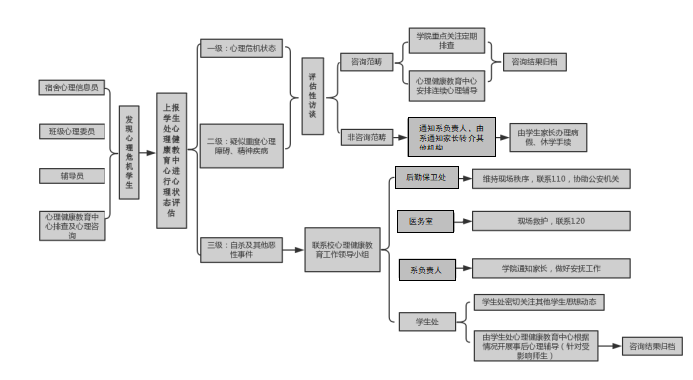 宿舍心理信息员
班级心理委员
辅导员
心理健康教育中
心排查及心理咨
询
发现心理危机学生
上报学生处心理健康教育中心进行心理状态评估
一级：心理危机状态
二级：疑似重度心理
障碍、精神疾病
三级：自杀及其他恶
性事件
评估性访谈
咨询范畴
非咨询范畴
学院重点关注定期
排查
心理健康教育中心
安排连续心理辅导
咨询结果归档
通知系负责人，由
系通知家长转介其
他机构
由学生家长办理病
假、休学手续
联系校心理健康教
育工作领导小组
后勤保卫处
维持现场秩序，联系110，协助公安机关
医务室
现场救护，联系120
系负责人
学院通知家长，做好安抚工作
学生处
学生处密切关注其他学生思想动态
由学生处心理健康教育中心根据
情况开展事后心理辅导（针对受
影响师生）
咨询结果归档